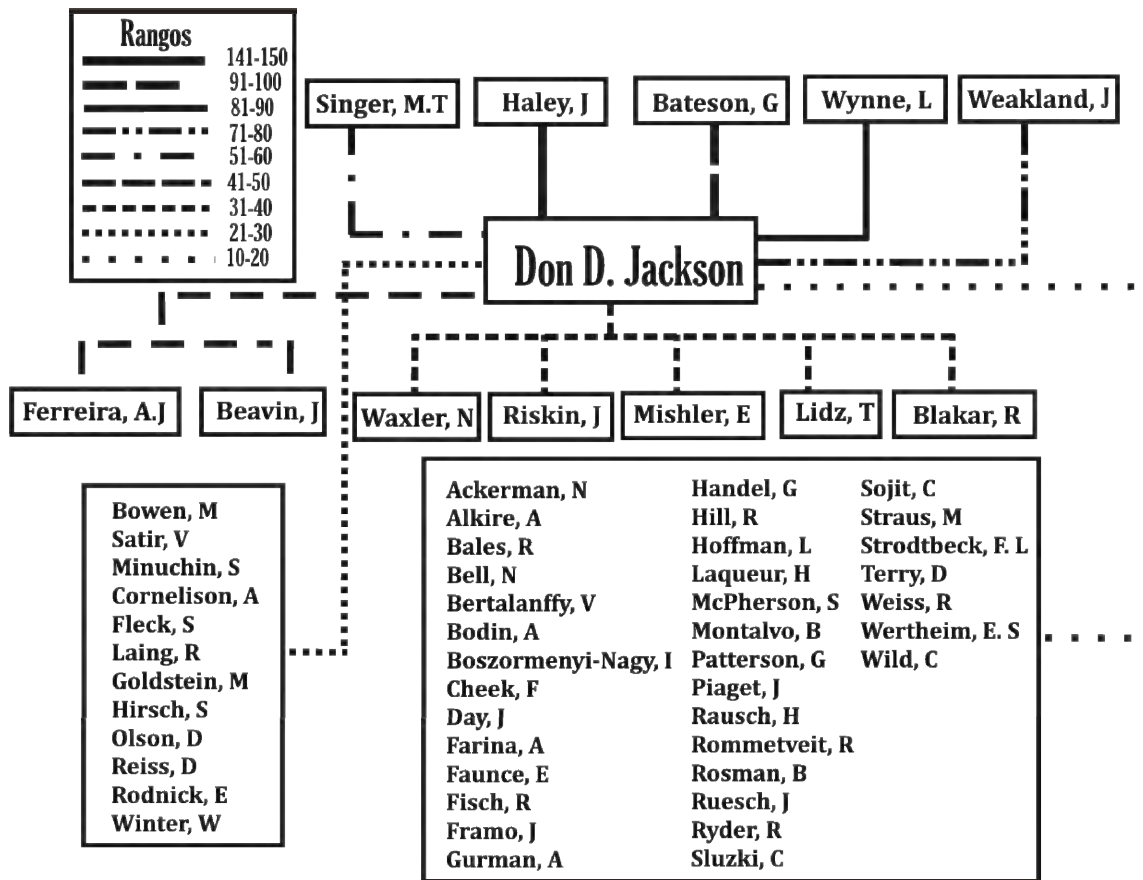 Rangos
141-150
91-100
81-90
71-80
51-60
41-50
31-40
21-30
10-20
Singer, M.T
Haley, J
Bateson, G
Wynne, L
Weakland, J
Don D. Jackson
Ferreira, A.J
Beavin, J
Waxler, N
Riskin, J
Mishler, E
Lidz, T
Blakar, R
Bowen, M
Satir, V
Minuchin, S
Cornelison, A
Fleck, S
Laing, R
Goldstein, M
Hirsch, S
Olson, D
Reiss, D
Rodnick, E
Winter, W
Ackerman, N
Alkire, A
Bales, R
Bell, N
Bertalanffy, V
Bodin, A
Boszormenyi-Nagy, I
Cheek, F
Day, J
Farina, A
Faunce, E
Fisch, R
Framo, J
Gurman, A
Handel, G
Hill, R
Hoffman, L
Laqueur, H
McPherson, S
Montalvo, B
Patterson, G
Piaget, J
Rausch, H
Rommetveit, R
Rosman, B
Ruesch, J
Ryder, R
Sluzki, C
Sojit, C
Straus, M
Strodtbeck, F. L
Terry, D
Weiss, R
Wertheim, E. S
Wild, C